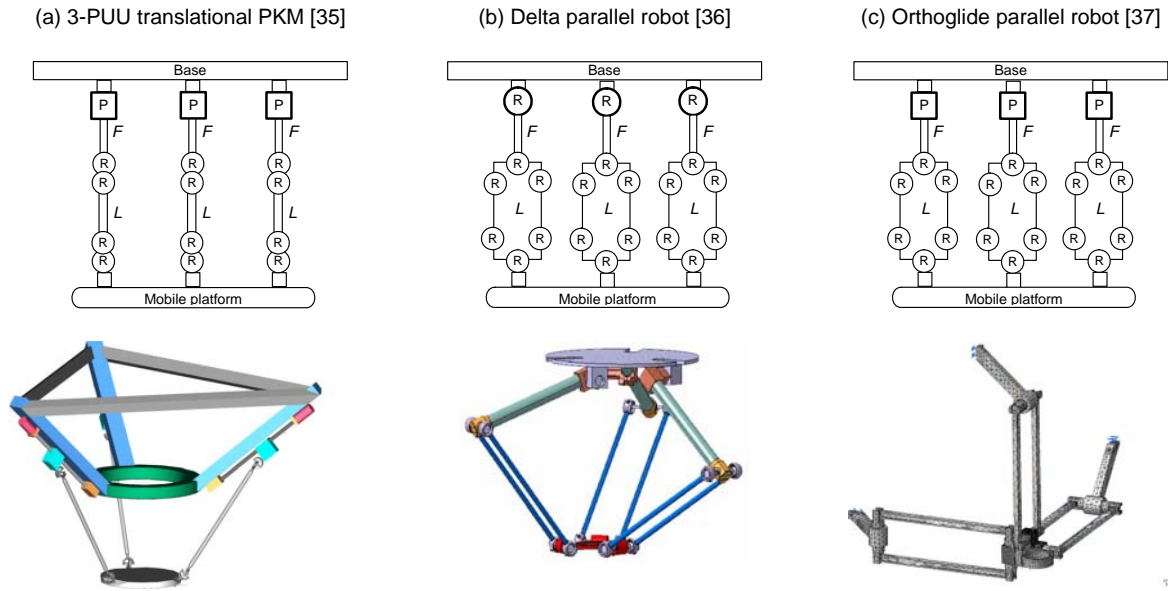 (a) 3-PUU translational PKM [35]
(b) Delta parallel robot [36]
(c) Orthoglide parallel robot [37]
Base
P P P
F F F
R R R
R R R
L L L
R R R
R R R
Mobile platform
Base
R R R
F F F
R R R
R R R R R R
L L L
R R R R R R
R R R
Mobile platform
Base
P P P
F F F
R R R
R R R R R R
L L L
R R R R R R
R R R
Mobile platform